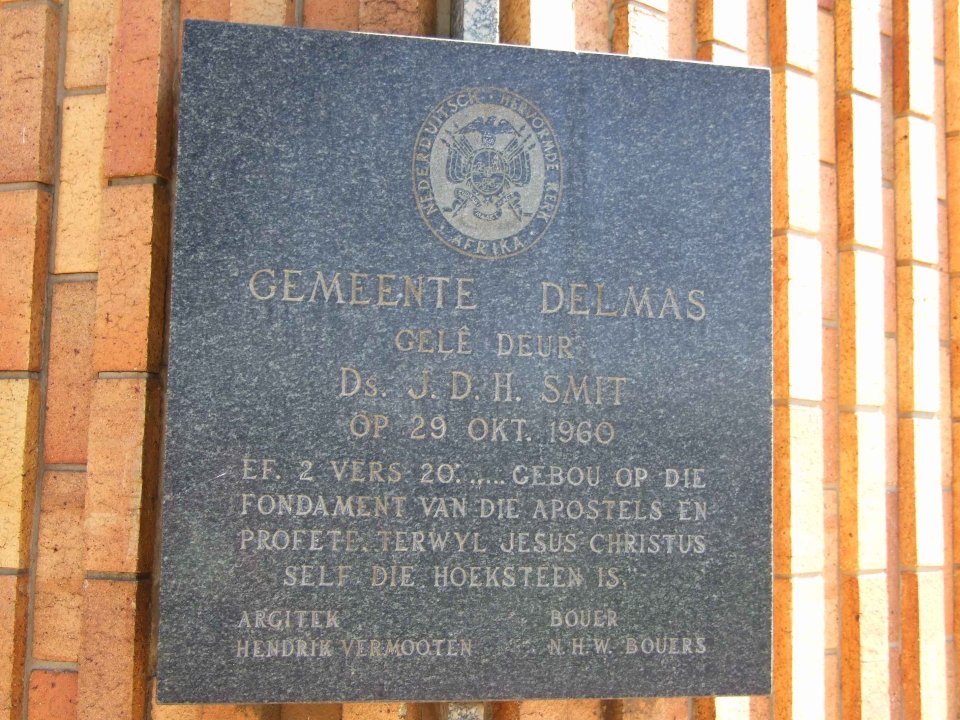 NEDERDUITSCH HERVORMDE KERK
AFRIKA
GEMEENTE DELMAS
GELÊ DEUR
Ds. J. D. H. SMIT
OP 29 OKT. 1960
EF. 2 VERS 20:.....GEBOU OP DIE
FONDAMENT VAN DIE APOSTELS EN
PROFETE, TERWYL JESUS CHRISTUS
SELF DIE HOEKSTEEN IS."
ARGITEK BOUER
HENDRIK VERMOOTEN N.H.W. BOUERS